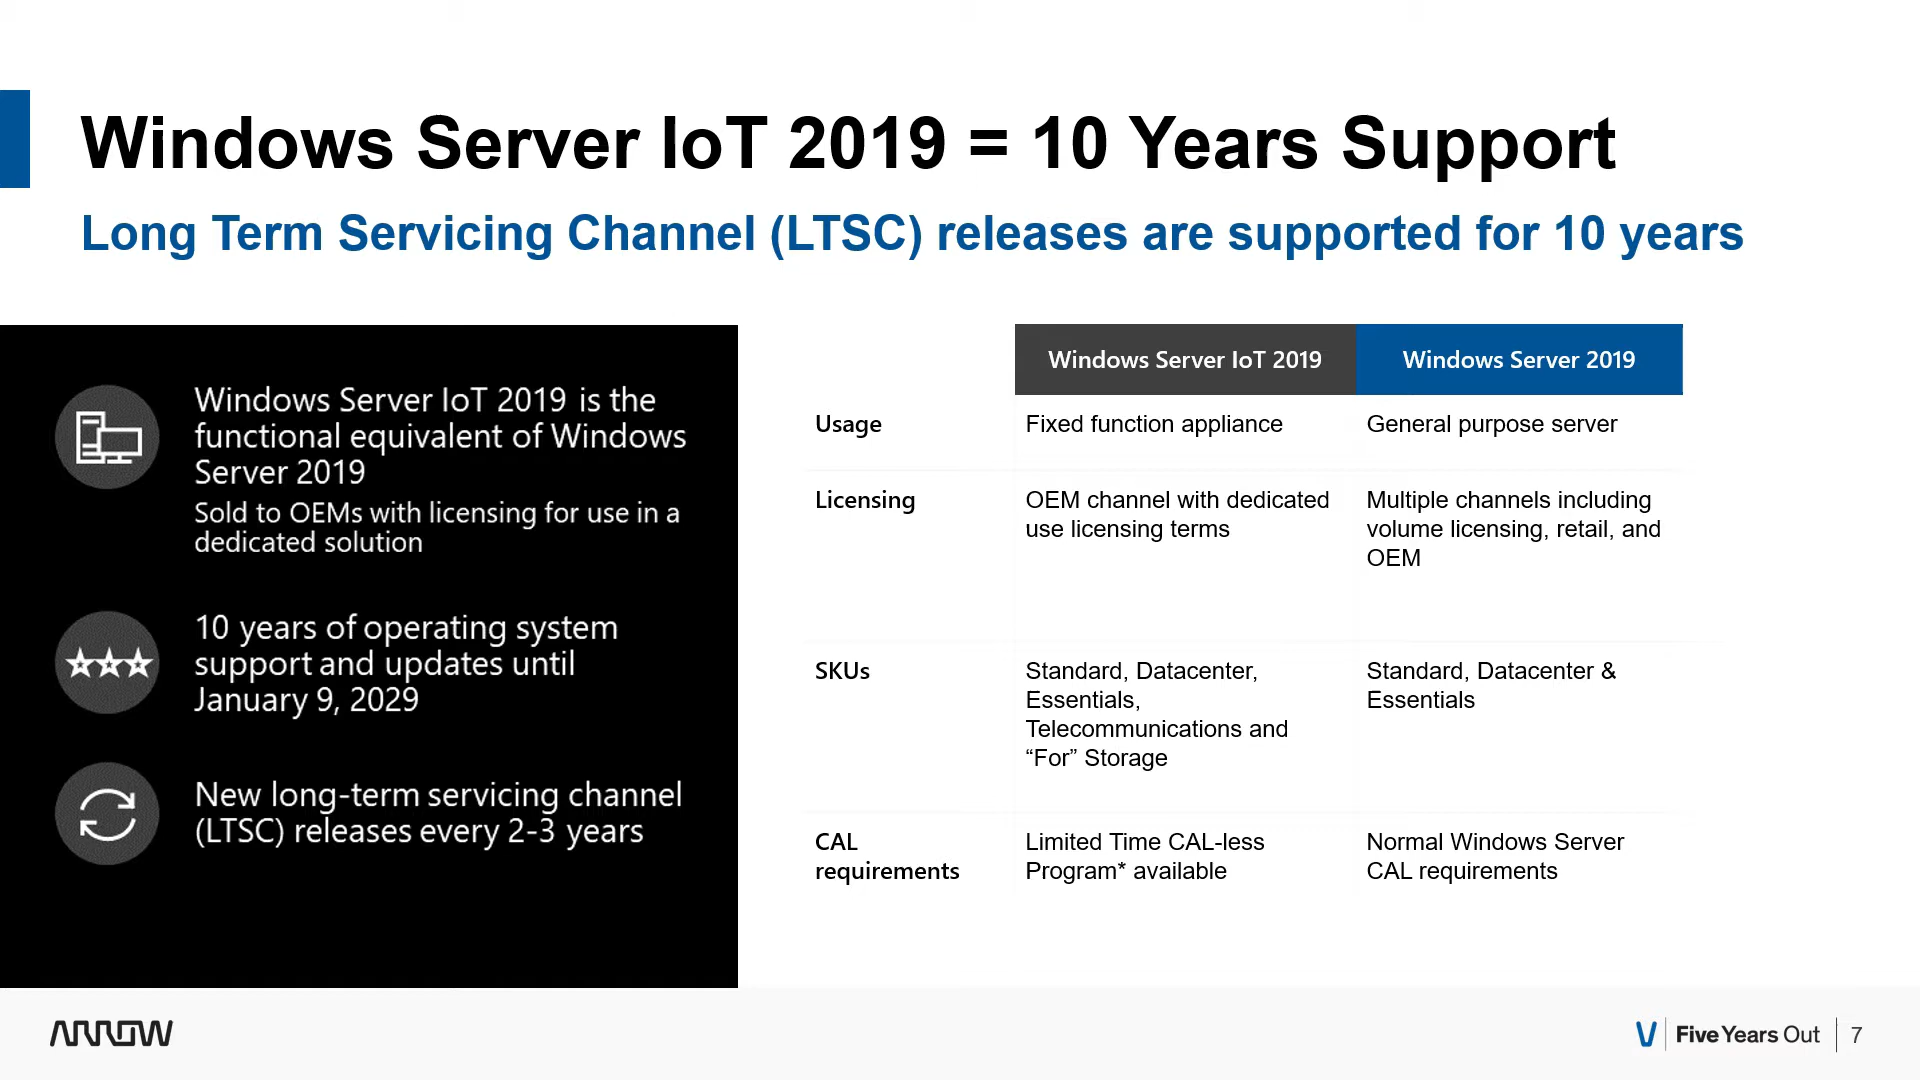 Windows Server IoT 2019 = 10 Years Support
Long Term Servicing Channel (LTSC) releases are supported for 10 years
Windows Server IoT 2019 is the
functional equivalent of Windows
Server 2019
Sold to OEMs with licensing for use in a
dedicated solution
10 years of operating system
support and updates until
January 9, 2029
New long-term servicing channel
(LTSC) releases every 2-3 years
Windows Server IoT 2019
Windows Server 2019
Usage
Fixed function appliance
General purpose server
Licensing
OEM channel with dedicated
use licensing terms
Multiple channels including
volume licensing, retail, and
OEM
SKUs
Standard, Datacenter,
Essentials,
Telecommunications and
“For” Storage
Standard, Datacenter &
Essentials
CAL
requirements
Limited Time CAL-less
Program* available
Normal Windows Server
CAL requirements
ARROW
Five Years Out
7